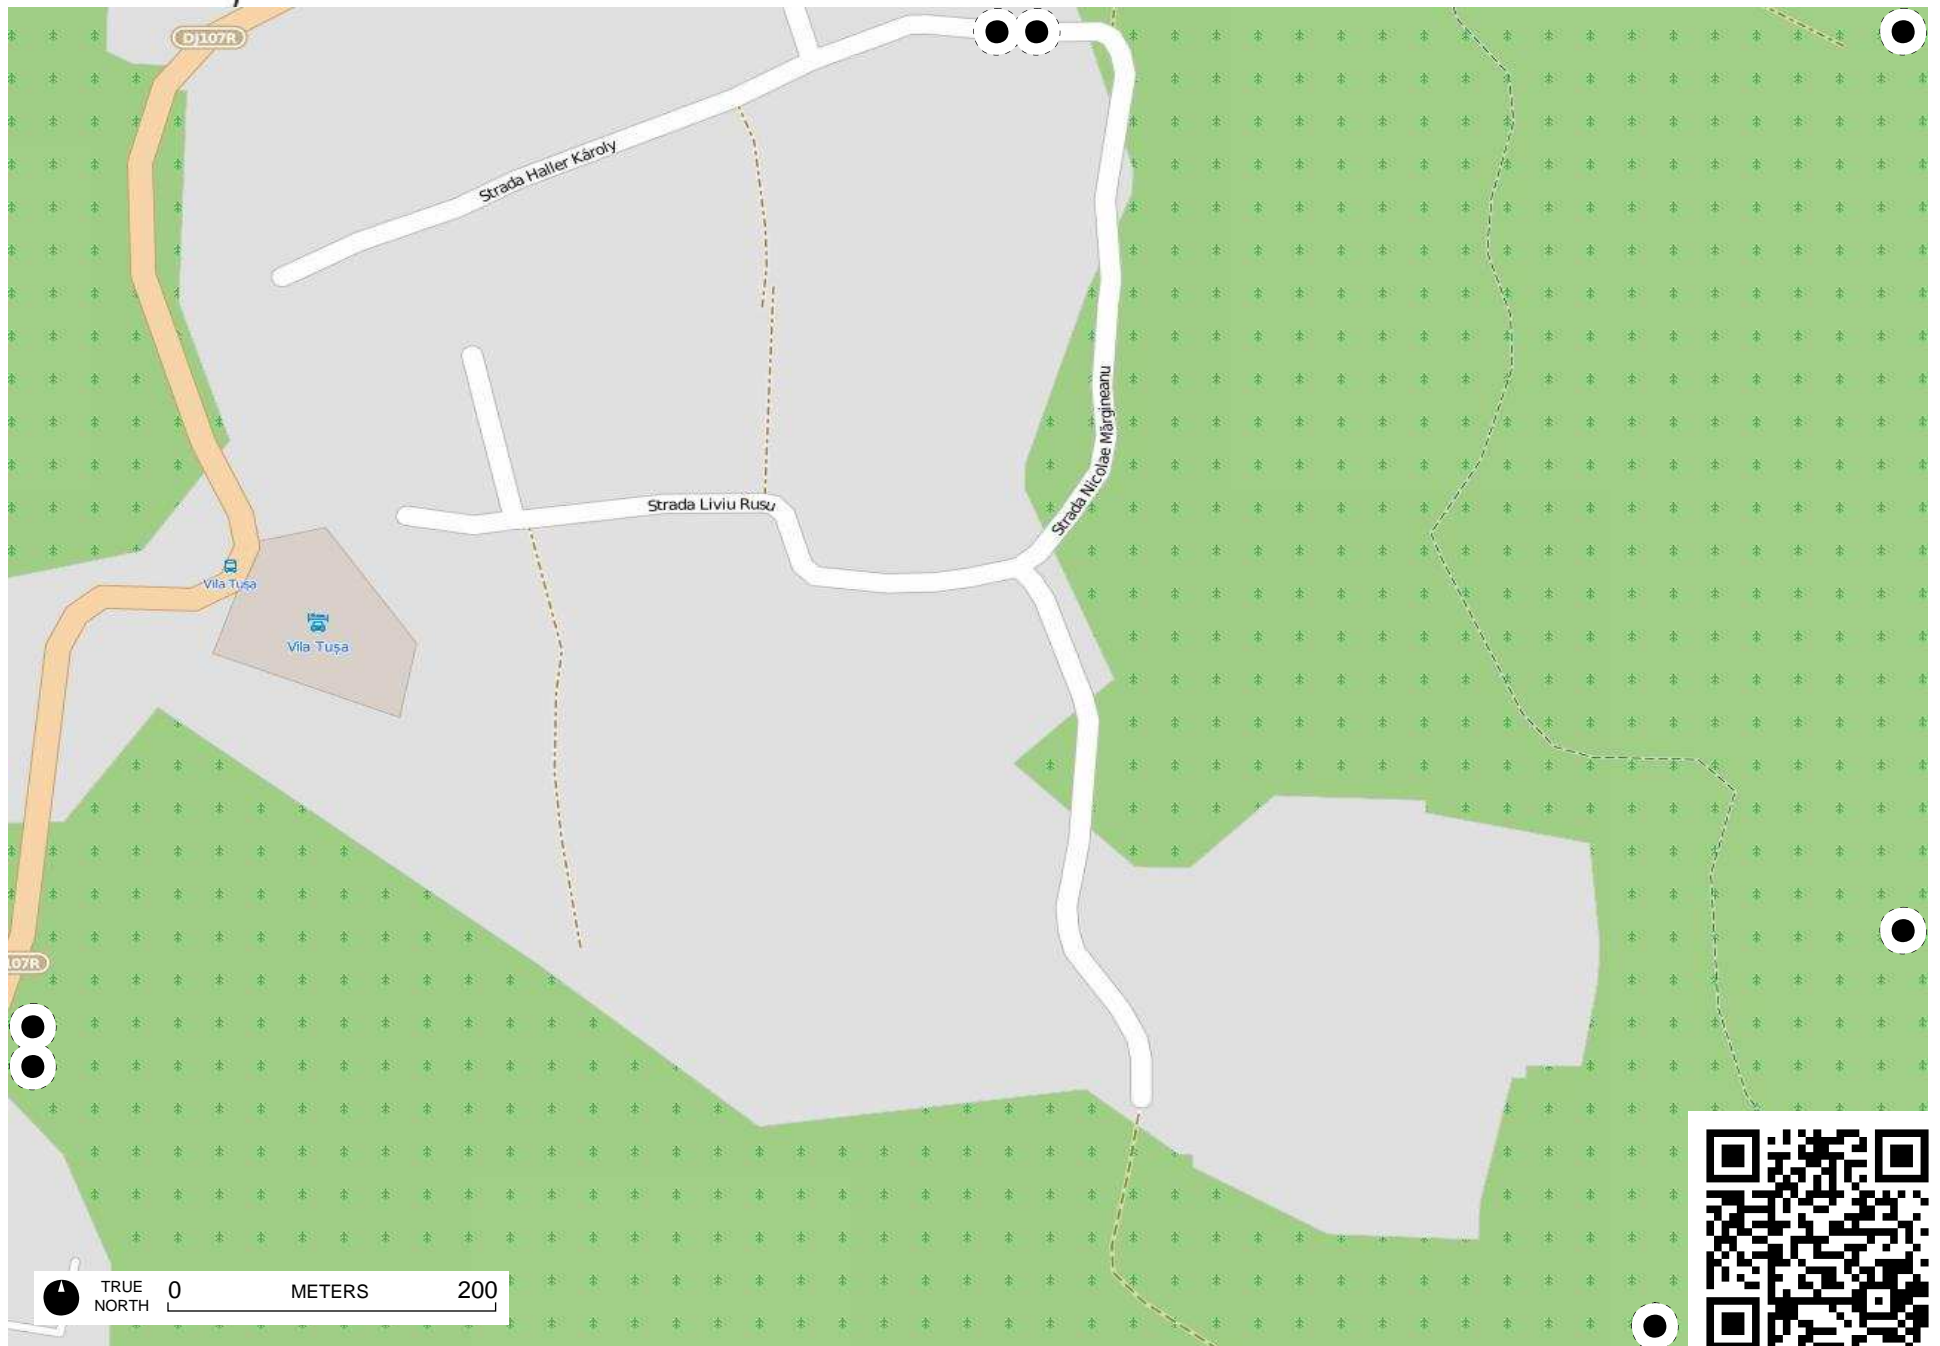 DJ107R
Strada Haller Károly
Strada Nicolae Mărgineanu
Strada Liviu Rusu
Vila Tușa
Vila Tușa
107R
TRUE NORTH
0 METERS 200